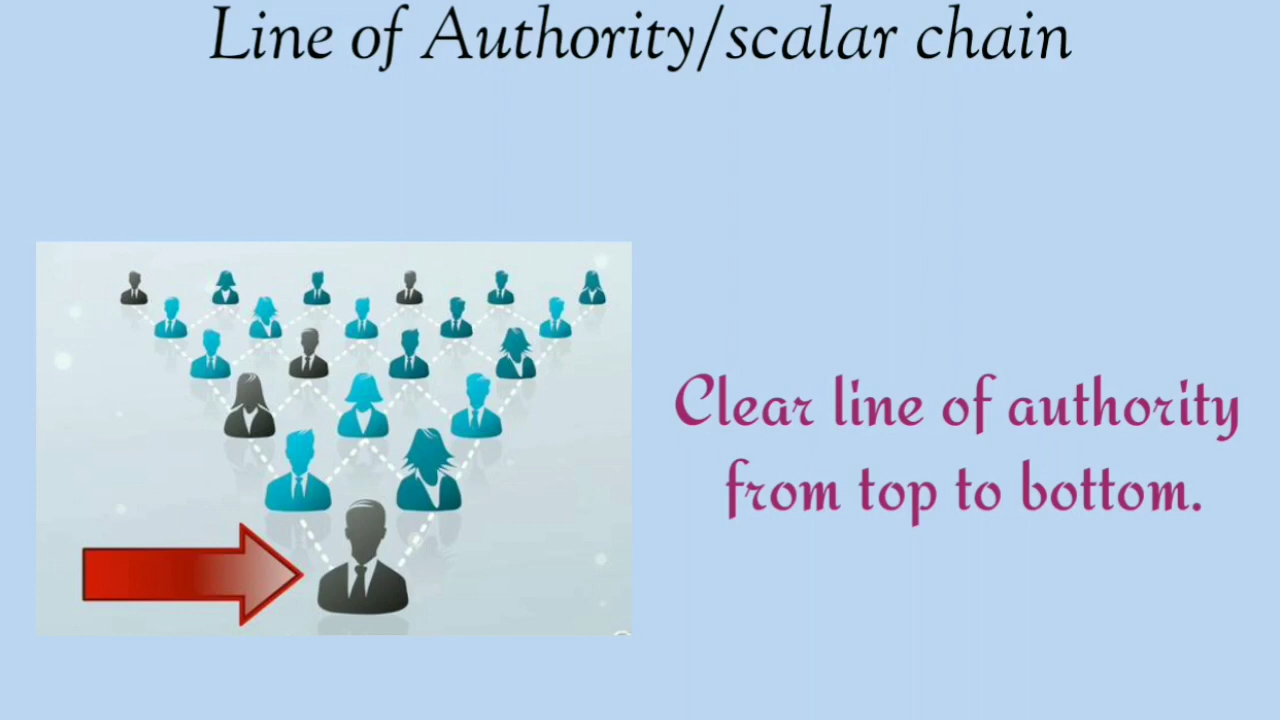 Line of Authority/scalar chain
Clear line of authority
from top to bottom.